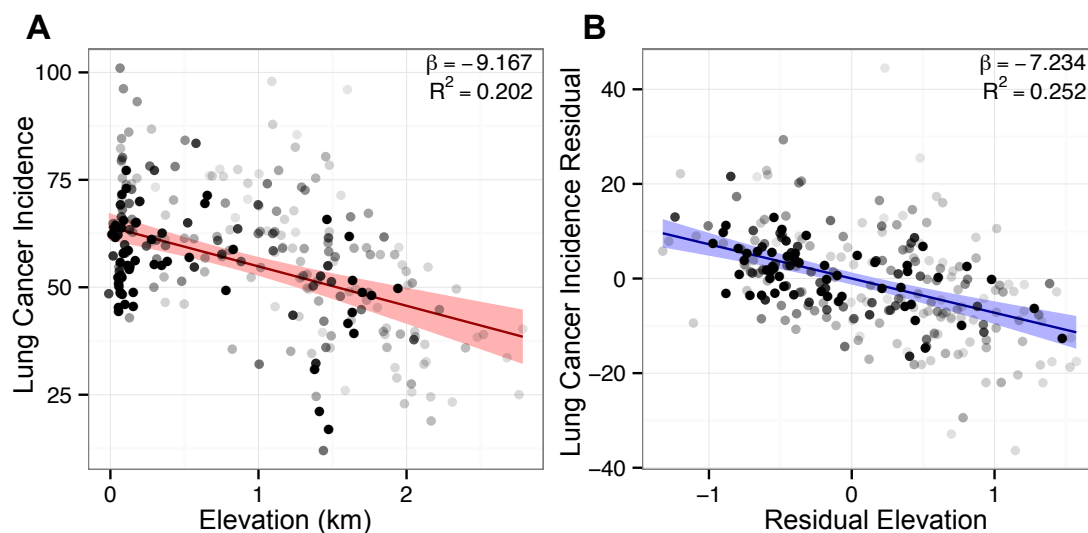 A
β = −9.167
R² = 0.202
100
75
50
25
0
1
2
Lung Cancer Incidence
Elevation (km)
B
β = −7.234
R² = 0.252
40
20
0
−20
−40
−1
0
1
Lung Cancer Incidence Residual
Residual Elevation